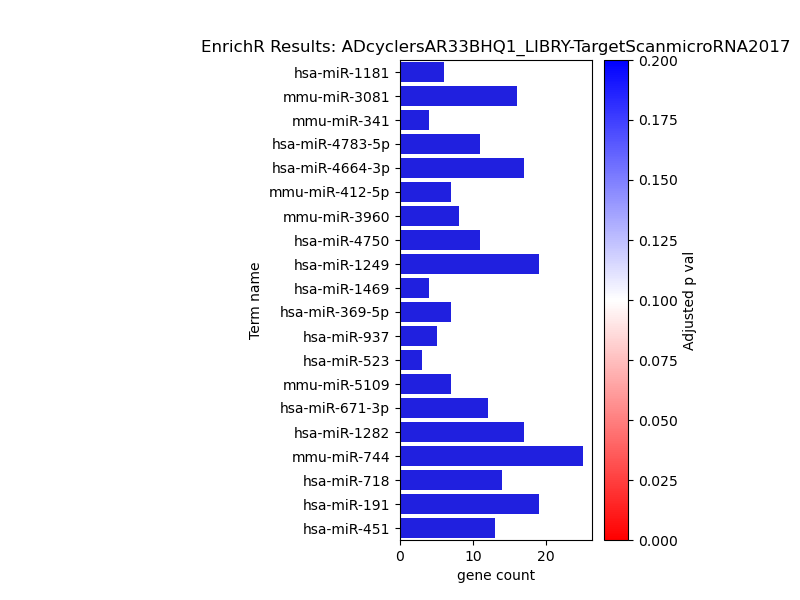 EnrichR Results: ADcyclersAR33BHQ1_LIBRY-TargetScanmicroRNA2017
hsa-miR-1181
mmu-miR-3081
mmu-miR-341
hsa-miR-4783-5p
hsa-miR-4664-3p
mmu-miR-412-5p
mmu-miR-3960
hsa-miR-4750
hsa-miR-1249
hsa-miR-1469
hsa-miR-369-5p
hsa-miR-937
hsa-miR-523
mmu-miR-5109
hsa-miR-671-3p
hsa-miR-1282
mmu-miR-744
hsa-miR-718
hsa-miR-191
hsa-miR-451
Term name
0 10 20
gene count
0.200
0.175
0.150
0.125
0.100
0.075
0.050
0.025
0.000
Adjusted p val